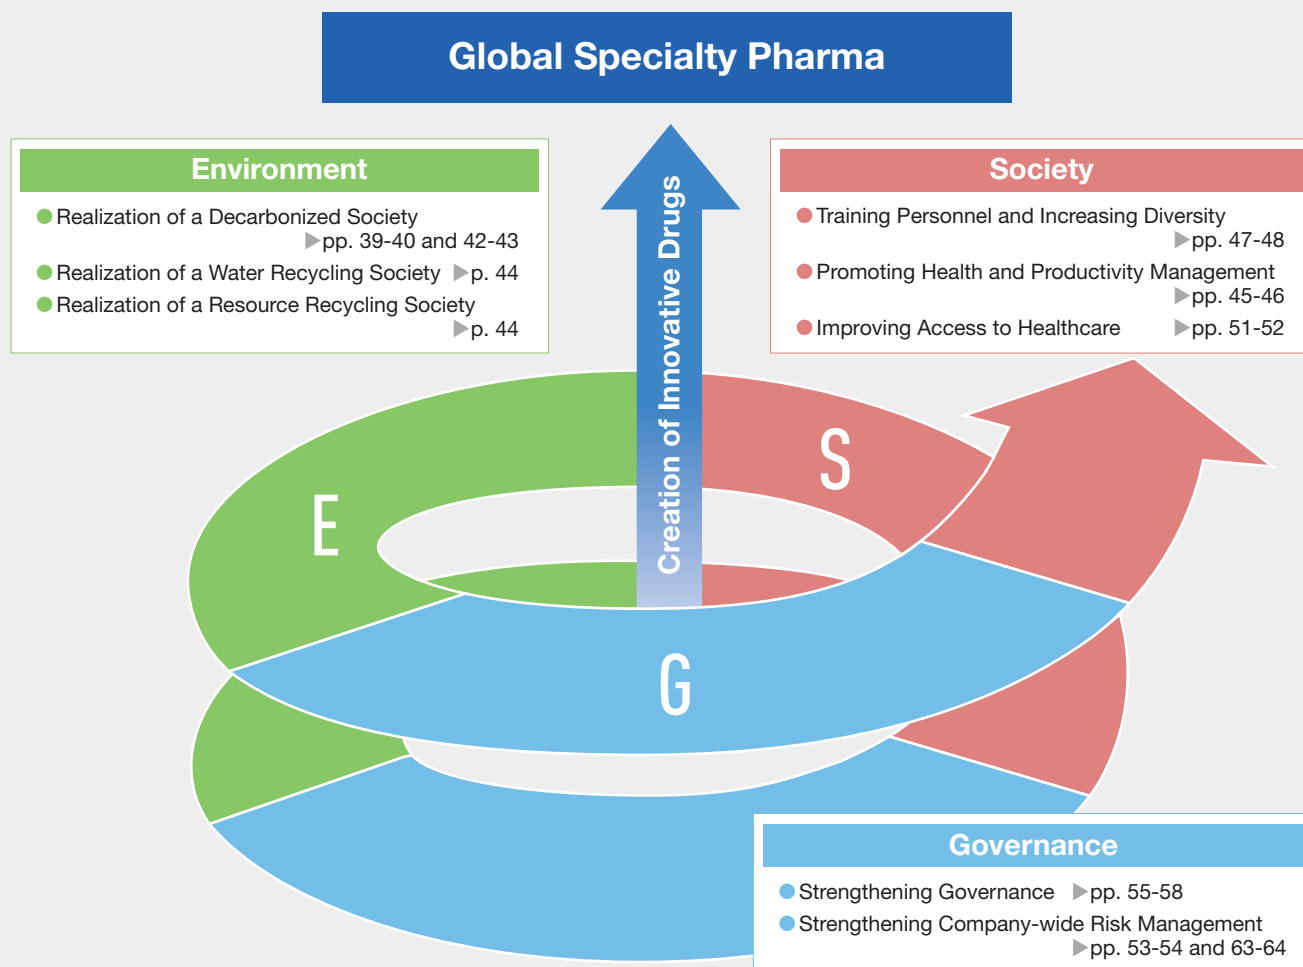 Global Specialty Pharma
Environment
● Realization of a Decarbonized Society
▶pp. 39-40 and 42-43
● Realization of a Water Recycling Society ▶p. 44
● Realization of a Resource Recycling Society
▶p. 44
Society
● Training Personnel and Increasing Diversity
▶pp. 47-48
● Promoting Health and Productivity Management
▶pp. 45-46
● Improving Access to Healthcare ▶pp. 51-52
Creation of Innovative Drugs
E
S
G
Governance
● Strengthening Governance ▶pp. 55-58
● Strengthening Company-wide Risk Management
▶pp. 53-54 and 63-64